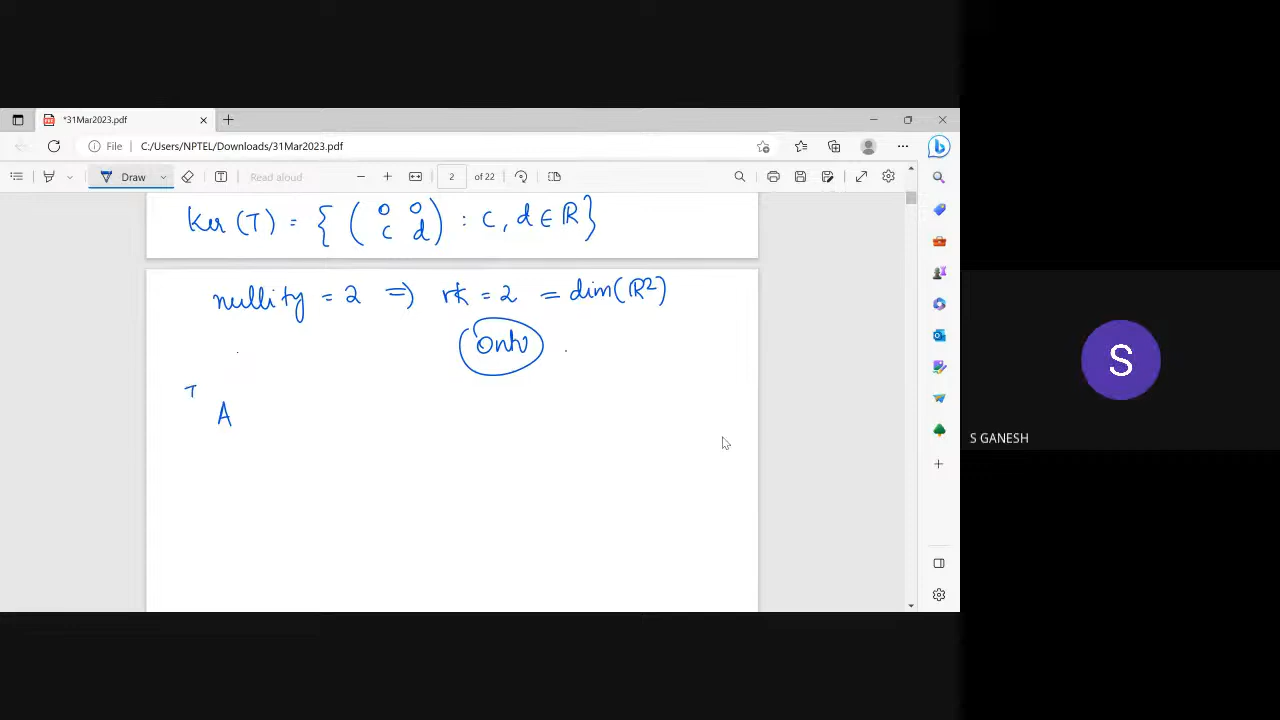 *31Mar2023.pdf
File C:/Users/NPTEL/Downloads/31Mar2023.pdf
Draw Read aloud 2 of 22
Ker (T) = { ( 0 0
c d ) : c, d ∈ ℝ }
nullity = 2 => rk = 2 = dim(ℝ²)
Onto
T
A
S
S GANESH